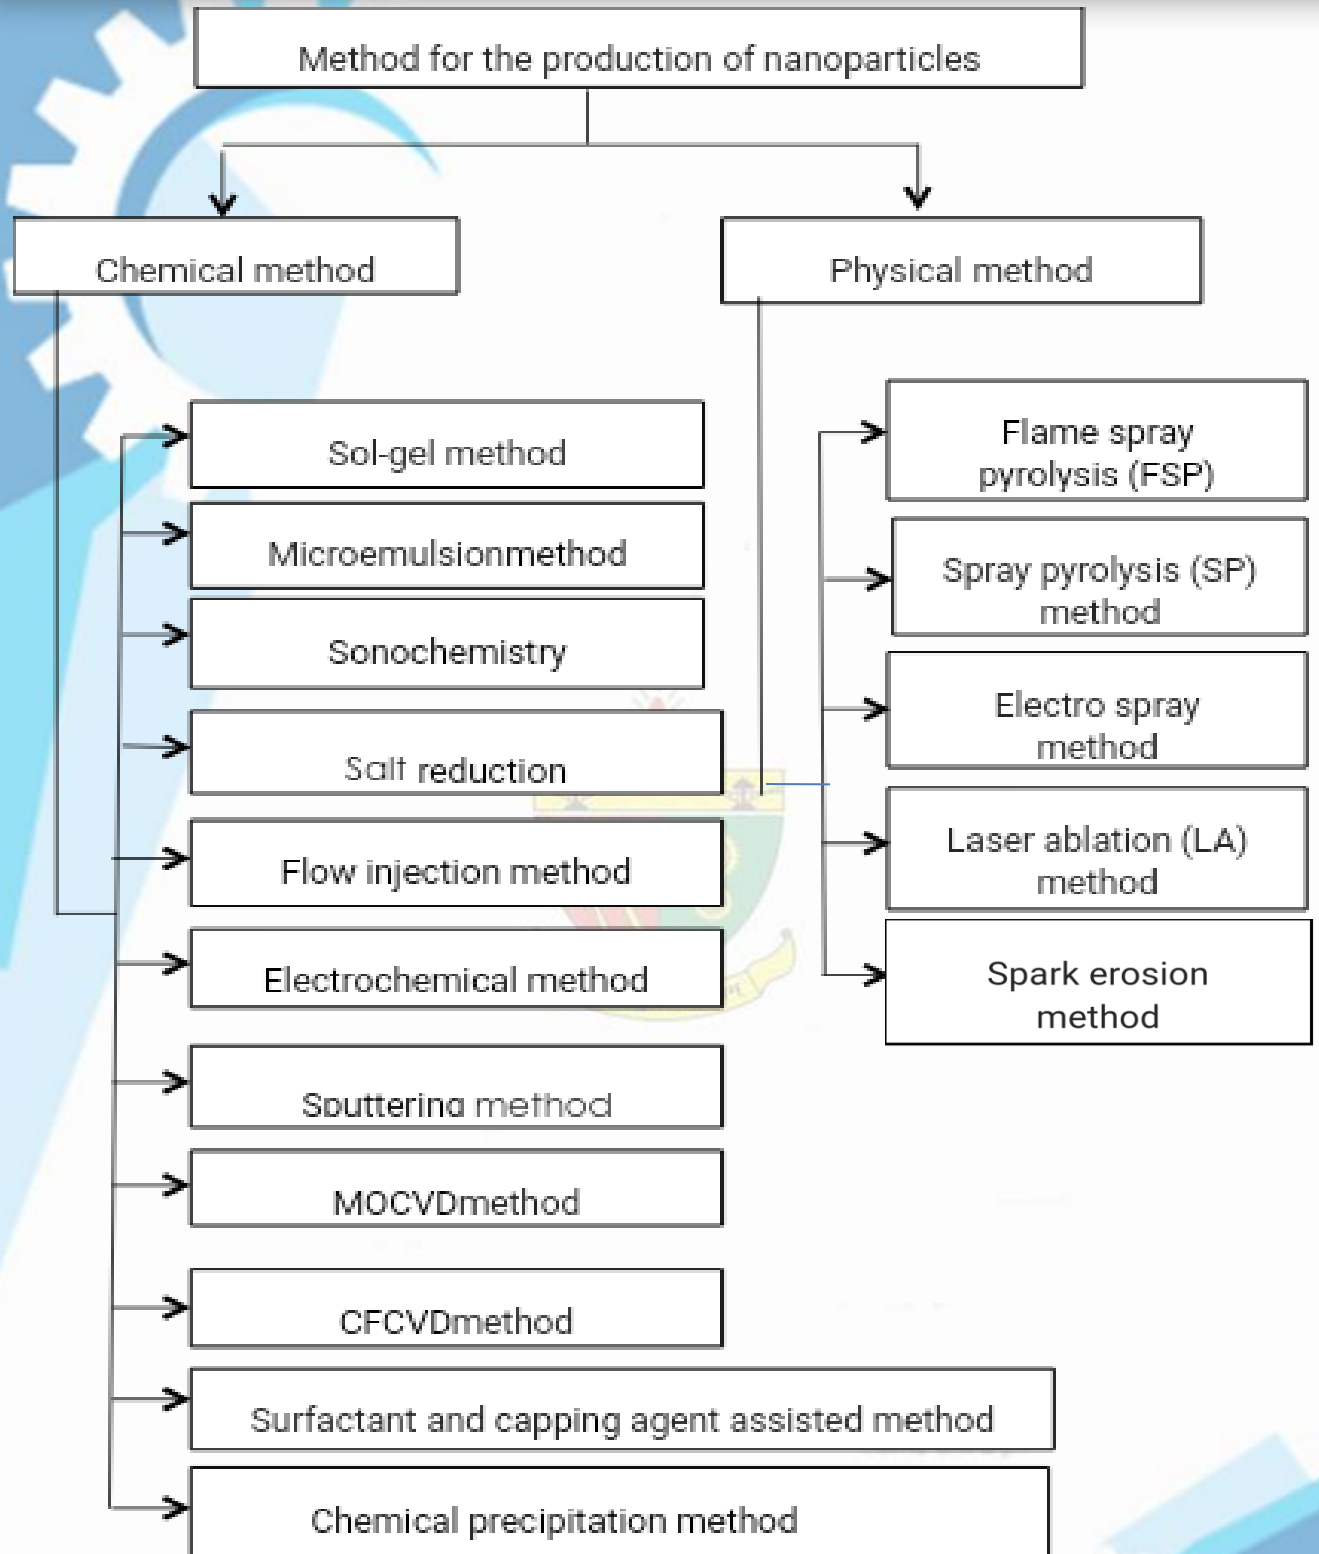 Method for the production of nanoparticles
Chemical method
Physical method
Sol-gel method
Microemulsionmethod
Sonochemistry
Salt reduction
Flow injection method
Electrochemical method
Sputtering method
MOCVDmethod
CFCVDmethod
Surfactant and capping agent assisted method
Chemical precipitation method
Flame spray
pyrolysis (FSP)
Spray pyrolysis (SP)
method
Electro spray
method
Laser ablation (LA)
method
Spark erosion
method